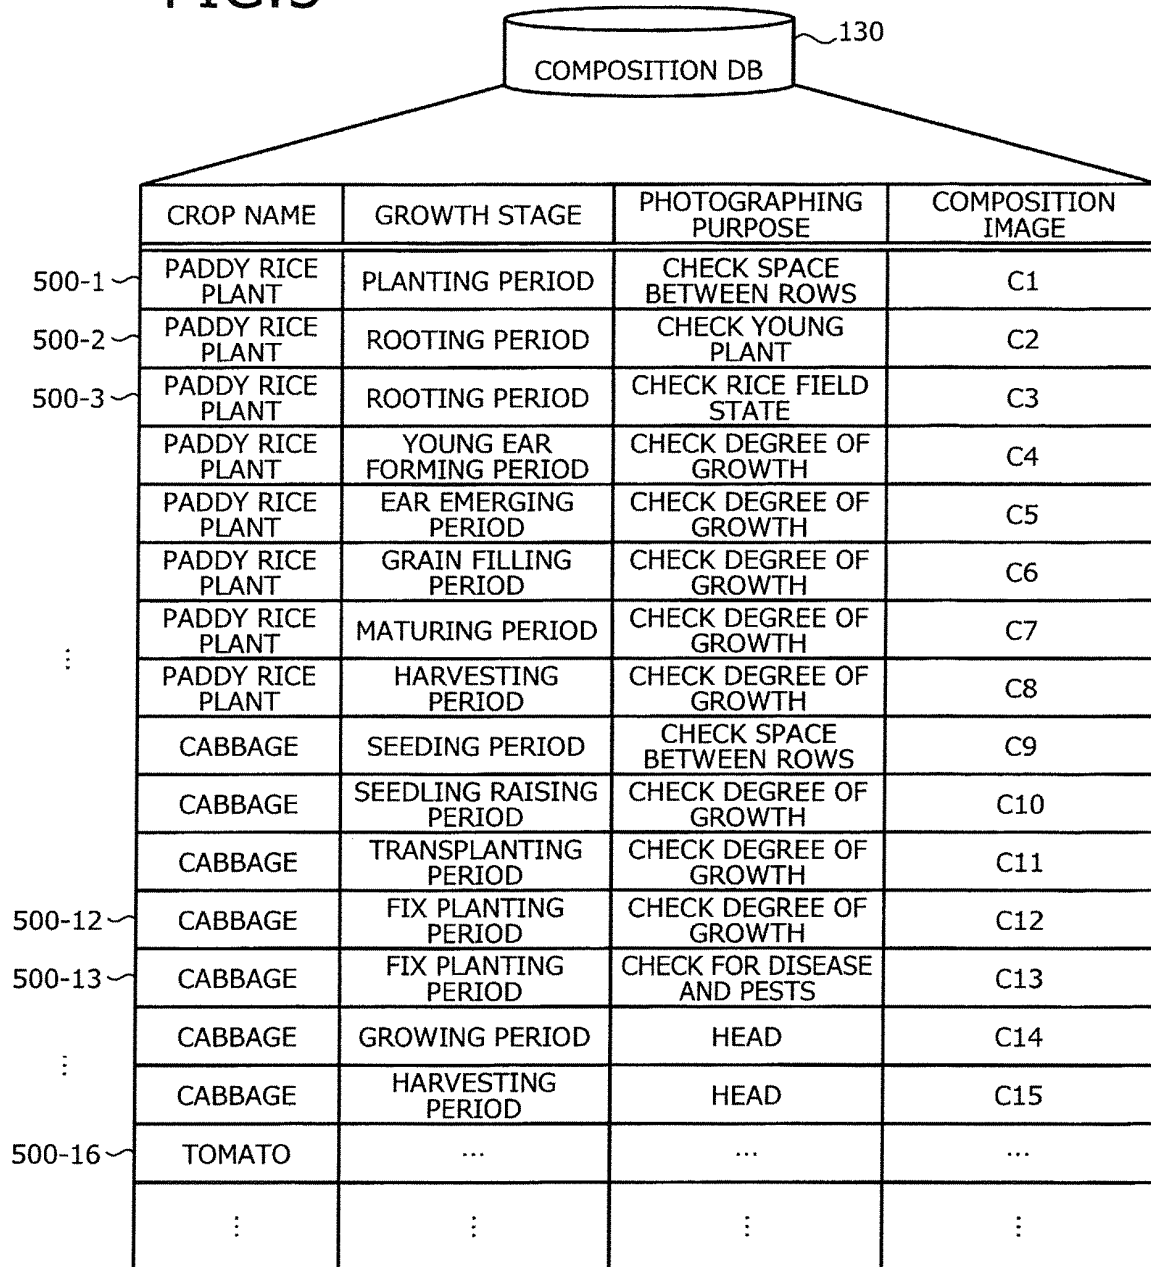 FIG.5
130
COMPOSITION DB
CROP NAME GROWTH STAGE PHOTOGRAPHING PURPOSE COMPOSITION IMAGE
500-1 PADDY RICE PLANT PLANTING PERIOD CHECK SPACE BETWEEN ROWS C1
500-2 PADDY RICE PLANT ROOTING PERIOD CHECK YOUNG PLANT C2
500-3 PADDY RICE PLANT ROOTING PERIOD CHECK RICE FIELD STATE C3
PADDY RICE PLANT YOUNG EAR FORMING PERIOD CHECK DEGREE OF GROWTH C4
PADDY RICE PLANT EAR EMERGING PERIOD CHECK DEGREE OF GROWTH C5
PADDY RICE PLANT GRAIN FILLING PERIOD CHECK DEGREE OF GROWTH C6
PADDY RICE PLANT MATURING PERIOD CHECK DEGREE OF GROWTH C7
⋮ PADDY RICE PLANT HARVESTING PERIOD CHECK DEGREE OF GROWTH C8
CABBAGE SEEDING PERIOD CHECK SPACE BETWEEN ROWS C9
CABBAGE SEEDLING RAISING PERIOD CHECK DEGREE OF GROWTH C10
CABBAGE TRANSPLANTING PERIOD CHECK DEGREE OF GROWTH C11
500-12 CABBAGE FIX PLANTING PERIOD CHECK DEGREE OF GROWTH C12
500-13 CABBAGE FIX PLANTING PERIOD CHECK FOR DISEASE AND PESTS C13
CABBAGE GROWING PERIOD HEAD C14
⋮ CABBAGE HARVESTING PERIOD HEAD C15
500-16 TOMATO ... ... ...
⋮ ⋮ ⋮ ⋮